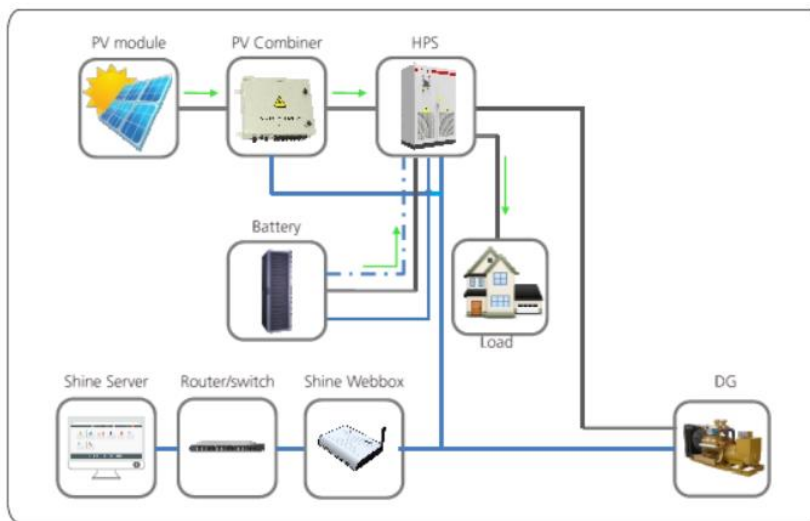 PV module
PV Combiner
HPS
Battery
Load
Shine Server
Router/switch
Shine Webbox
DG